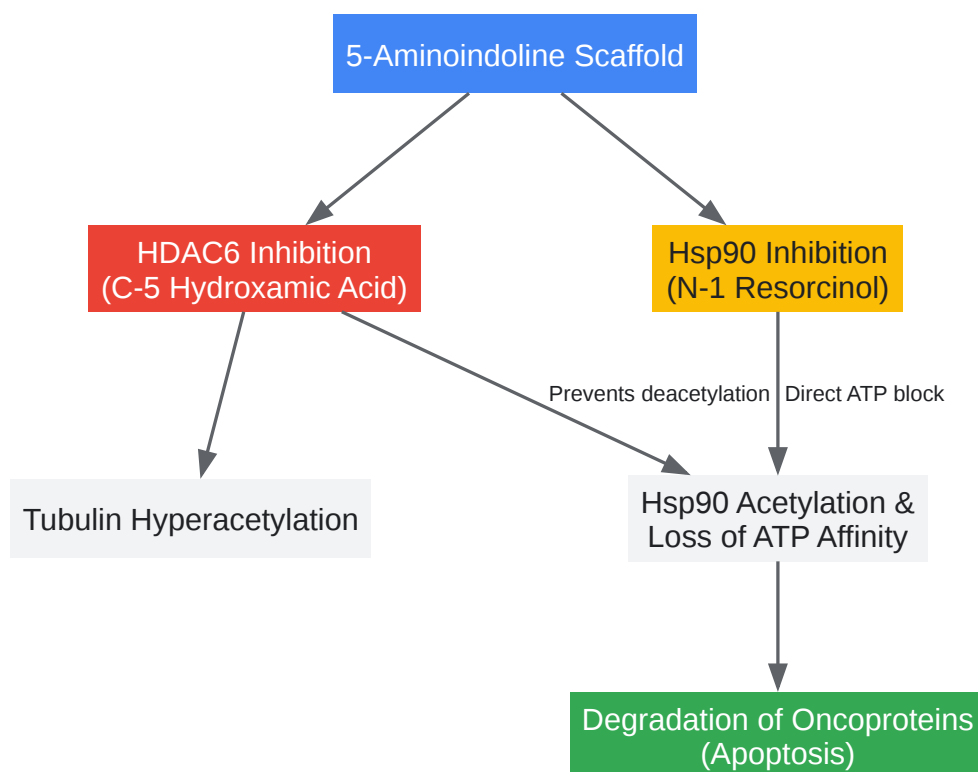 5-Aminoindoline Scaffold
HDAC6 Inhibition
(C-5 Hydroxamic Acid)
Hsp90 Inhibition
(N-1 Resorcinol)
Prevents deacetylation
Direct ATP block
Tubulin Hyperacetylation
Hsp90 Acetylation &
Loss of ATP Affinity
Degradation of Oncoproteins
(Apoptosis)